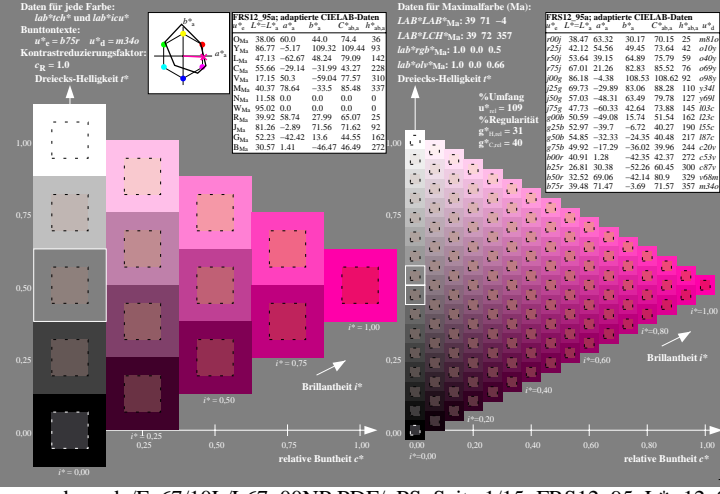 Daten für jede Farbe:
lab*tch* und lab*icu*
Bunttontexte:
u*e = b75r u*d = m34o
Kontrastreduzierungsfaktor:
cR = 1.0
Dreiecks-Helligkeit t*
a*a
b*a
FRS12_95a; adaptierte CIELAB-Daten
u*e L*=L*a a*a b*a C*ab,a h*ab,a
OMa 38.06 60.0 44.0 74.4 36
YMa 86.77 −5.17 109.32 109.44 93
LMa 47.13 −62.67 48.24 79.09 142
CMa 55.66 −29.14 −31.99 43.27 228
VMa 17.15 50.3 −59.04 77.57 310
MMa 40.37 78.64 −33.5 85.48 337
NMa 11.58 0.0 0.0 0.0 0
WMa 95.02 0.0 0.0 0.0 0
RMa 39.92 58.74 27.99 65.07 25
JMa 81.26 −2.89 71.56 71.62 92
GMa 52.23 −42.42 13.6 44.55 162
BMa 30.57 1.41 −46.47 46.49 272
0,75
0,50
0,25
0,00
i* = 1,00
i* = 0,75
i* = 0,50
i* = 0,25
i* = 0,00
Brillantheit i*
0,25 0,50 0,75 1,00
relative Buntheit c*
Daten für Maximalfarbe (Ma):
LAB*LAB*Ma: 39 71 −4
LAB*LCH*Ma: 39 72 357
lab*rgb*Ma: 1.0 0.0 0.5
lab*olv*Ma: 1.0 0.0 0.66
Dreiecks-Helligkeit t*
%Umfang
u*rel = 109
%Regularität
g*H,rel = 31
g*C,rel = 40
FRS12_95a; adaptierte CIELAB-Daten
u*e L*=L*a a*a b*a C*ab,a h*ab,a u*d
r00j 38.47 63.32 30.17 70.15 25 m81o
r25j 42.12 54.56 49.45 73.64 42 o10y
r50j 53.64 39.15 64.89 75.79 59 o40y
r75j 67.01 21.26 82.83 85.52 76 o69y
j00g 86.18 −4.38 108.53 108.62 92 o98y
j25g 69.73 −29.89 83.06 88.28 110 y34l
j50g 57.03 −48.31 63.49 79.78 127 y69l
j75g 47.73 −60.33 42.64 73.88 145 l03c
g00b 50.59 −49.08 15.74 51.54 162 l23c
g25b 52.97 −39.7 −6.72 40.27 190 l55c
g50b 54.85 −32.33 −24.35 40.48 217 l87c
g75b 49.92 −17.29 −36.02 39.96 244 c20v
b00r 40.91 1.28 −42.35 42.37 272 c53v
b25r 26.81 30.38 −52.26 60.45 300 c87v
b50r 32.52 69.06 −42.14 80.9 329 v68m
b75r 39.48 71.47 −3.69 71.57 357 m34o
1,00
0,75
0,50
0,25
0,00
i*=1,00
i*=0,80
i*=0,60
i*=0,40
i*=0,20
i*=0,00
Brillantheit i*
0,00 0,20 0,40 0,60 0,80 1,00
relative Buntheit c*